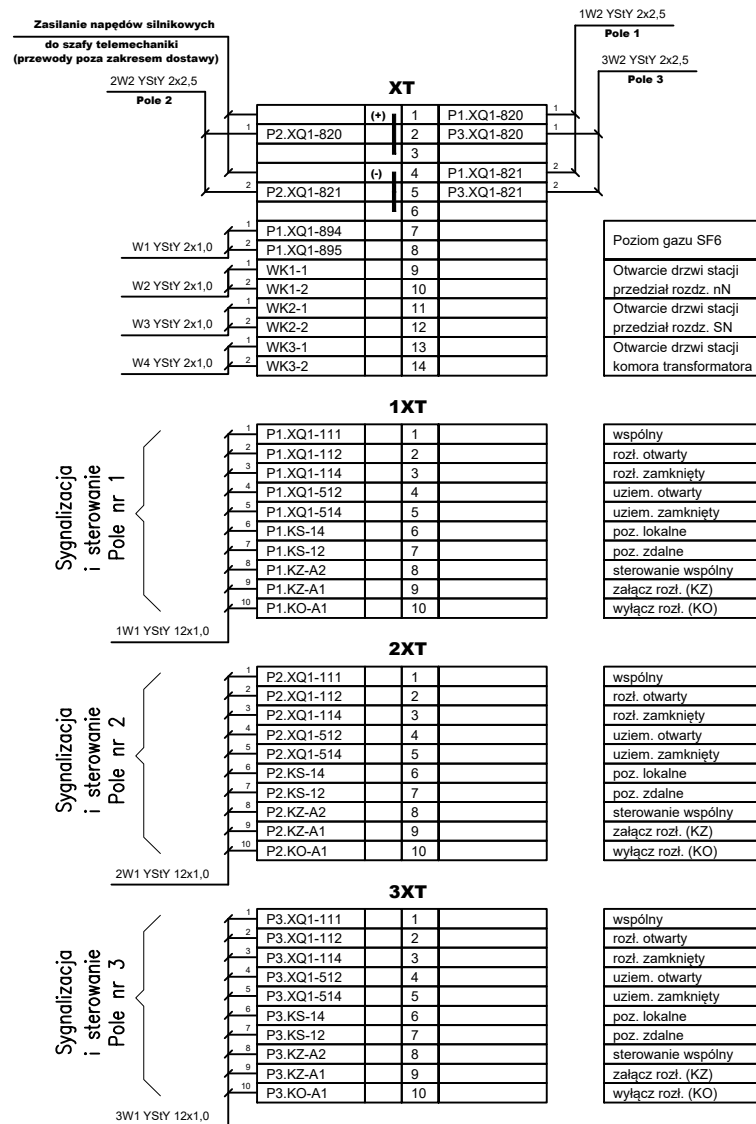 Zasilanie napędów silnikowych
do szafy telemechaniki
(przewody poza zakresem dostawy)
2W2 YStY 2x2,5
Pole 2
1W2 YStY 2x2,5
Pole 1
3W2 YStY 2x2,5
Pole 3
XT
(+) 1 P1.XQ1-820 1
1 P2.XQ1-820 2 P3.XQ1-820 1
3
(-) 4 P1.XQ1-821 2
2 P2.XQ1-821 5 P3.XQ1-821 2
6
1 P1.XQ1-894 7
W1 YStY 2x1,0 2 P1.XQ1-895 8
Poziom gazu SF6
1 WK1-1 9 Otwarcie drzwi stacji
W2 YStY 2x1,0 2 WK1-2 10 przedział rozdz. nN
1 WK2-1 11 Otwarcie drzwi stacji
W3 YStY 2x1,0 2 WK2-2 12 przedział rozdz. SN
1 WK3-1 13 Otwarcie drzwi stacji
W4 YStY 2x1,0 2 WK3-2 14 komora transformatora
1XT
Sygnalizacja
i sterowanie
Pole nr 1
1 P1.XQ1-111 1 wspólny
2 P1.XQ1-112 2 rozł. otwarty
3 P1.XQ1-114 3 rozł. zamknięty
4 P1.XQ1-512 4 uziem. otwarty
5 P1.XQ1-514 5 uziem. zamknięty
6 P1.KS-14 6 poz. lokalne
7 P1.KS-12 7 poz. zdalne
8 P1.KZ-A2 8 sterowanie wspólny
9 P1.KZ-A1 9 załącz rozł. (KZ)
10 P1.KO-A1 10 wyłącz rozł. (KO)
1W1 YStY 12x1,0
2XT
Sygnalizacja
i sterowanie
Pole nr 2
1 P2.XQ1-111 1 wspólny
2 P2.XQ1-112 2 rozł. otwarty
3 P2.XQ1-114 3 rozł. zamknięty
4 P2.XQ1-512 4 uziem. otwarty
5 P2.XQ1-514 5 uziem. zamknięty
6 P2.KS-14 6 poz. lokalne
7 P2.KS-12 7 poz. zdalne
8 P2.KZ-A2 8 sterowanie wspólny
9 P2.KZ-A1 9 załącz rozł. (KZ)
10 P2.KO-A1 10 wyłącz rozł. (KO)
2W1 YStY 12x1,0
3XT
Sygnalizacja
i sterowanie
Pole nr 3
1 P3.XQ1-111 1 wspólny
2 P3.XQ1-112 2 rozł. otwarty
3 P3.XQ1-114 3 rozł. zamknięty
4 P3.XQ1-512 4 uziem. otwarty
5 P3.XQ1-514 5 uziem. zamknięty
6 P3.KS-14 6 poz. lokalne
7 P3.KS-12 7 poz. zdalne
8 P3.KZ-A2 8 sterowanie wspólny
9 P3.KZ-A1 9 załącz rozł. (KZ)
10 P3.KO-A1 10 wyłącz rozł. (KO)
3W1 YStY 12x1,0